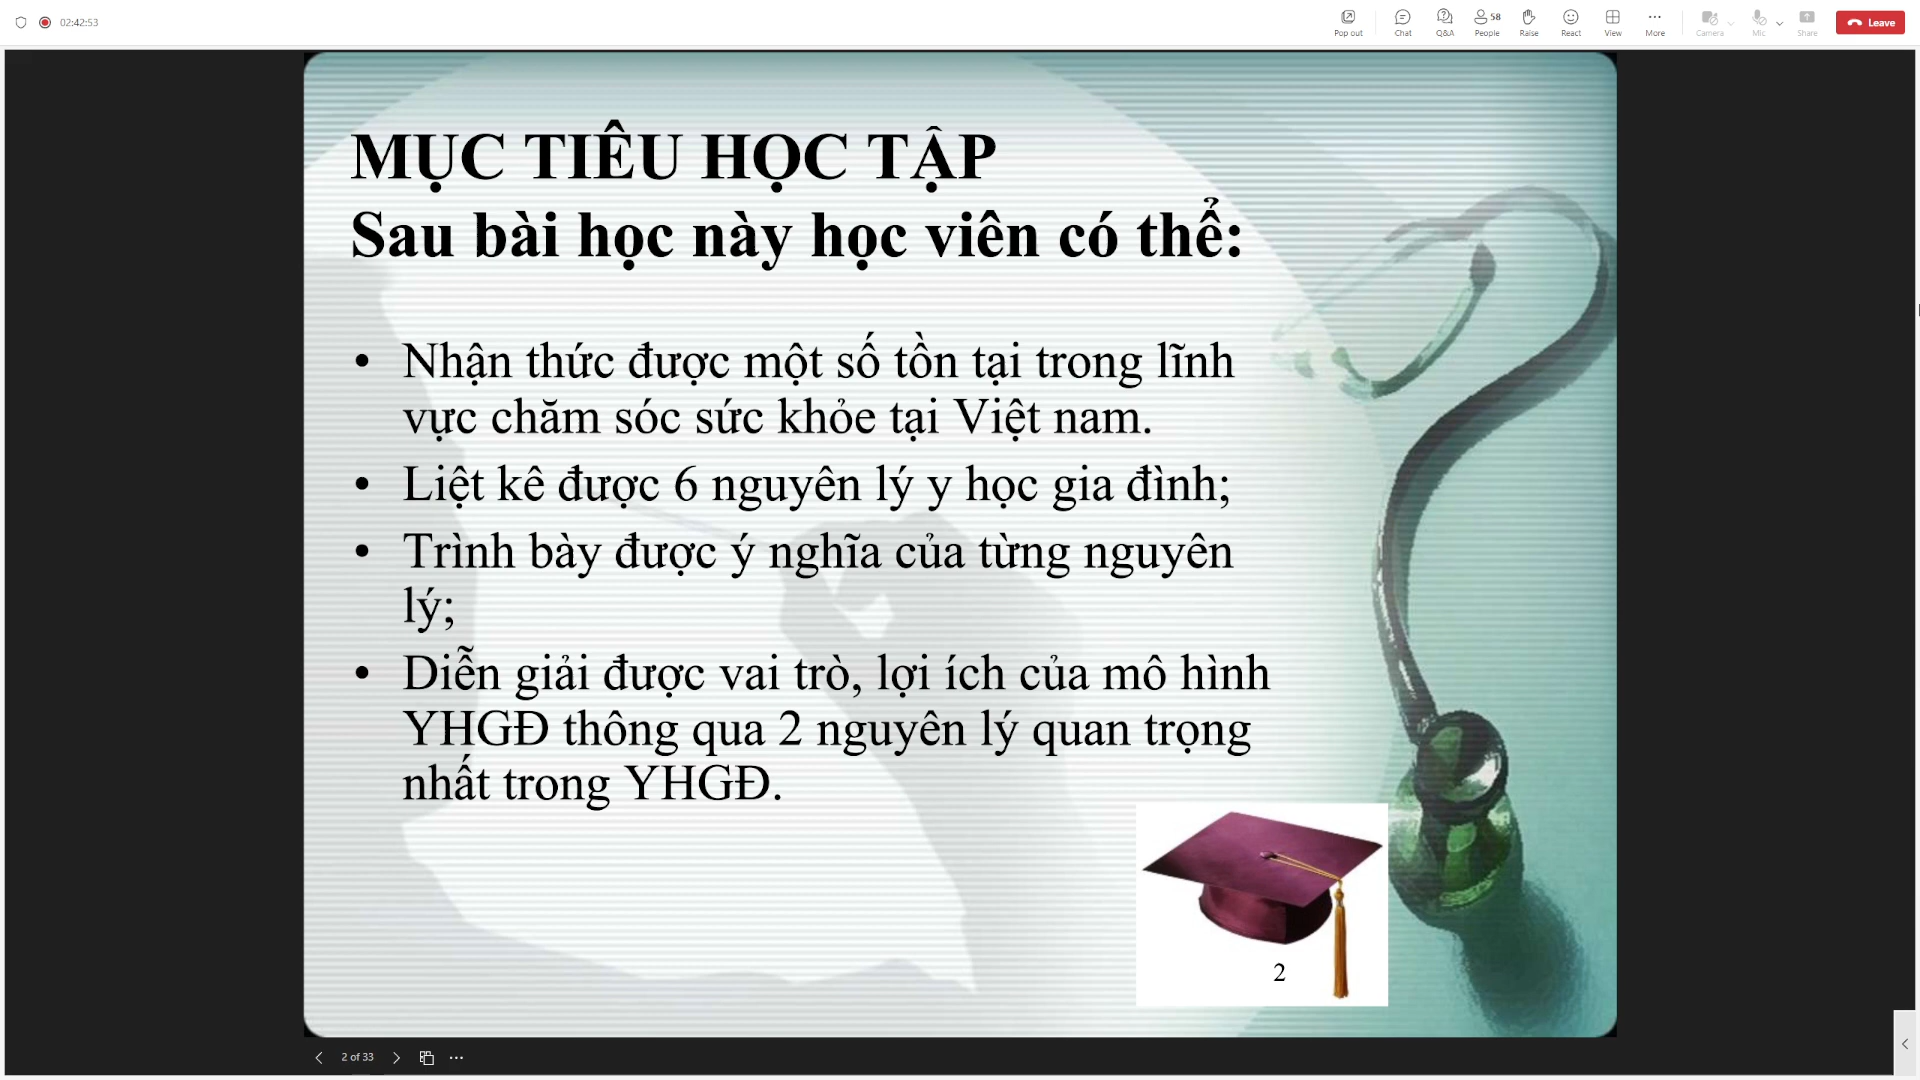 02:42:53
Pop out
Chat
Q&A
58
People
Raise
React
View
More
Camera
Mic
Share
Leave
MỤC TIÊU HỌC TẬP
Sau bài học này học viên có thể:
• Nhận thức được một số tồn tại trong lĩnh
vực chăm sóc sức khỏe tại Việt nam.
• Liệt kê được 6 nguyên lý y học gia đình;
• Trình bày được ý nghĩa của từng nguyên
lý;
• Diễn giải được vai trò, lợi ích của mô hình
YHGĐ thông qua 2 nguyên lý quan trọng
nhất trong YHGĐ.
2
2 of 33